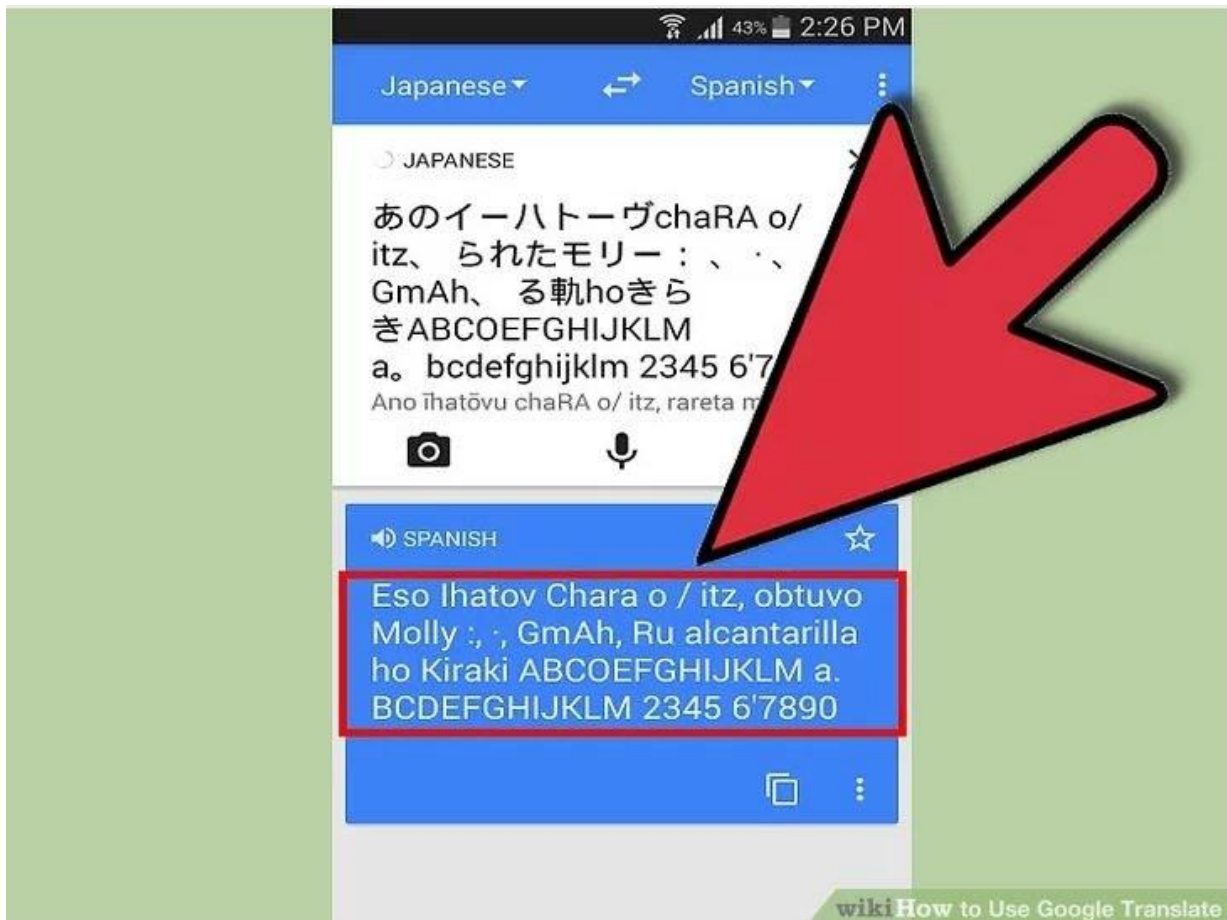 43% 2:26 PM
Japanese Spanish
JAPANESE
あのイーハトーヴchaRA o/
itz、 られたモリー：、・、
GmAh、 る軌hoきら
きABCOEFGHIJKLM
a。bcdefghijklm 2345 6'7
Ano īhatōvu chaRA o/ itz, rareta
SPANISH
Eso Ihatov Chara o / itz, obtuvo
Molly :, ·, GmAh, Ru alcantarilla
ho Kiraki ABCOEFGHIJKLM a.
BCDEFGHIJKLM 2345 6'7890
wikiHow to Use Google Translate